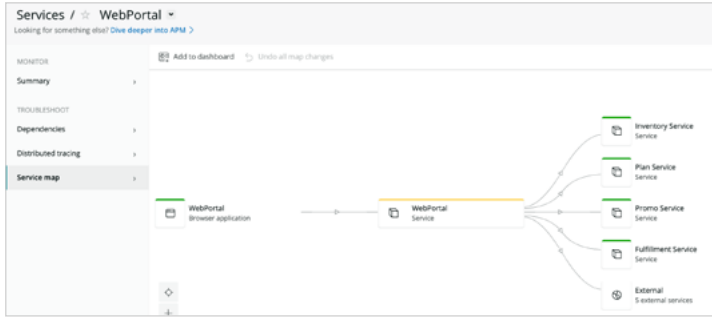 Services / ☆ WebPortal
Looking for something else? Dive deeper into APM >
MONITOR
Summary
TROUBLESHOOT
Dependencies
Distributed tracing
Service map
Add to dashboard Undo all map changes
WebPortal
Browser application
WebPortal
Service
Inventory Service
Service
Plan Service
Service
Promo Service
Service
Fulfillment Service
Service
External
5 external services